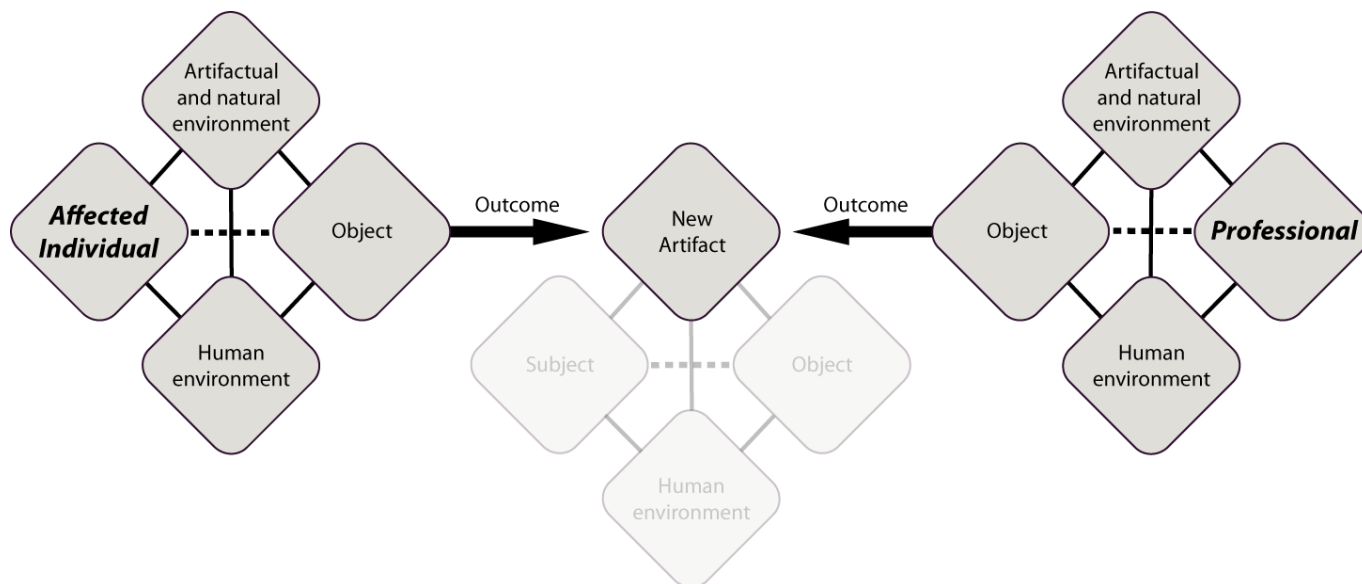 Artifactual
and natural
environment
Affected
Individual
Object
Human
environment
Outcome
New
Artifact
Subject
Object
Human
environment
Outcome
Artifactual
and natural
environment
Object
Professional
Human
environment